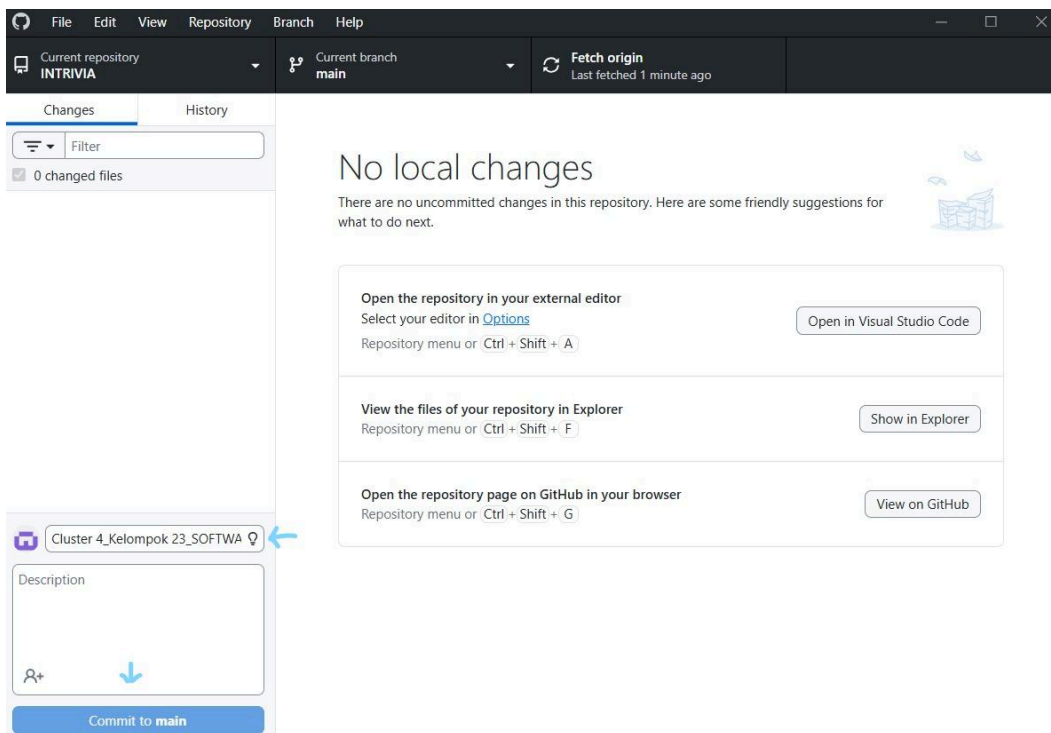 File Edit View Repository Branch Help
Current repository
INTRIVIA
Current branch
main
Fetch origin
Last fetched 1 minute ago
Changes History
Filter
0 changed files
No local changes
There are no uncommitted changes in this repository. Here are some friendly suggestions for
what to do next.
Open the repository in your external editor
Select your editor in Options
Repository menu or Ctrl + Shift + A
Open in Visual Studio Code
View the files of your repository in Explorer
Repository menu or Ctrl + Shift + F
Show in Explorer
Open the repository page on GitHub in your browser
Repository menu or Ctrl + Shift + G
View on GitHub
Cluster 4_Kelompok 23_SOFTWA
Description
Commit to main